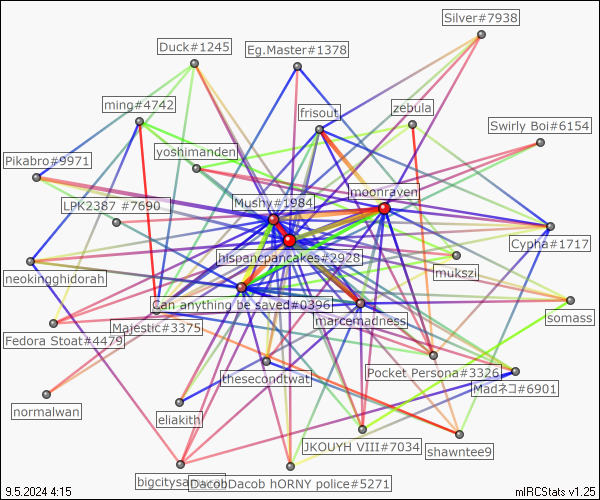 Silver#7938
Duck#1245
Eg.Master#1378
ming#4742
frisout
zebula
Swirly Boi#6154
yoshimanden
Pikabro#9971
moonraven
LPK2387 #7690
Mushy#1984
Cypha#1717
hispancpancakes#2928
mukszi
neokingghidorah
Can anything be saved#0396
somass
marcemadness
Majestic#3375
Fedora Stoat#4479
Pocket Persona#3326
thesecondtwat
Madネコ#6901
normalwan
eliakith
JKOUYH VIII#7034
shawntee9
DacobDacob hORNY police#5271
9.5.2024 4:15
mIRCStats v1.25